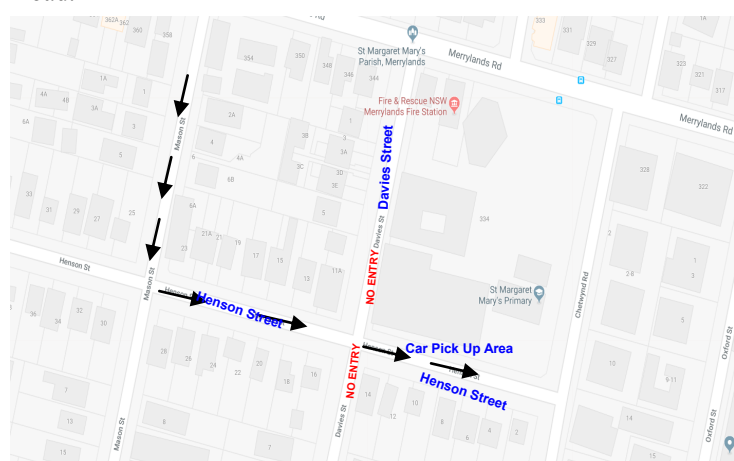 362A
362
360
358
354
350
348
346
344
St Margaret Mary's
Parish, Merrylands
Merrylands Rd
333
331
329
327
1A
323
321
317
Merrylands Rd
Fire & Rescue NSW
Merrylands Fire Station
1A
1
4A
4B
3A
3
6A
5
Mason St
2A
4
4A
6
6B
3B
3C
1
3
3A
3D
3E
5
Davies Street
Davies St
NO ENTRY
334
328
322
33
31
29
27
25
6A
23
21A
21
19
17
15
13
11A
St Margaret
Mary's Primary
Chetwynd Rd
2
2-8
1
3
5
Oxford St
Henson St
Mason St
Henson Street
Car Pick Up Area
Henson Street
NO ENTRY
36
34
32
30
28
26
24
22
20
18
16
14
12
10
8
6
4
2
9-11
7
13
15
8
7
10
14
15
Mason St
Davies St
Oxford St